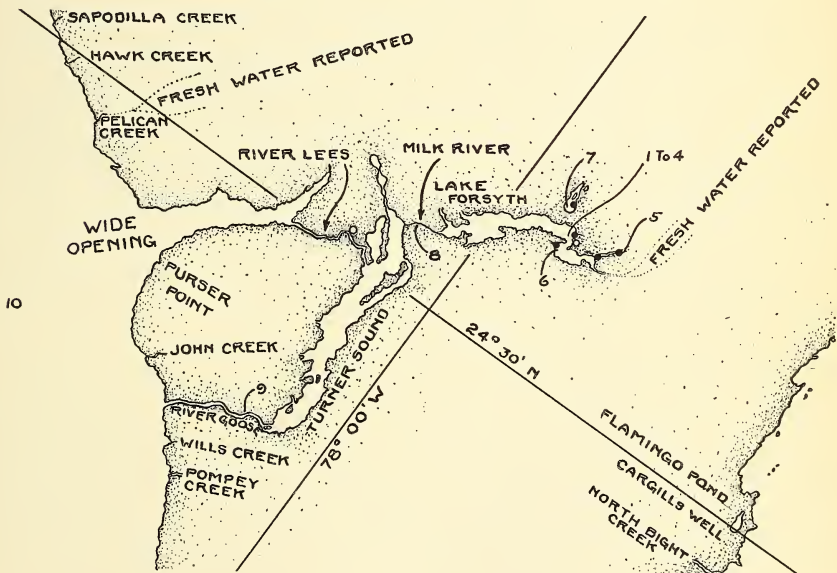 SAPODILLA CREEK
HAWK CREEK
FRESH WATER REPORTED
PELICAN
CREEK
RIVER LEES
MILK RIVER
7
1 To 4
LAKE
FORSYTH
5
FRESH WATER REPORTED
WIDE
OPENING
8
6
PURSER
POINT
10
JOHN CREEK
24° 30' N
TURNER SOUND
78° 00' W
9
RIVER GOOSE
WILLS CREEK
POMPEY
CREEK
FLAMINGO POND
CARGILLS WELL
NORTH BIGHT
CREEK